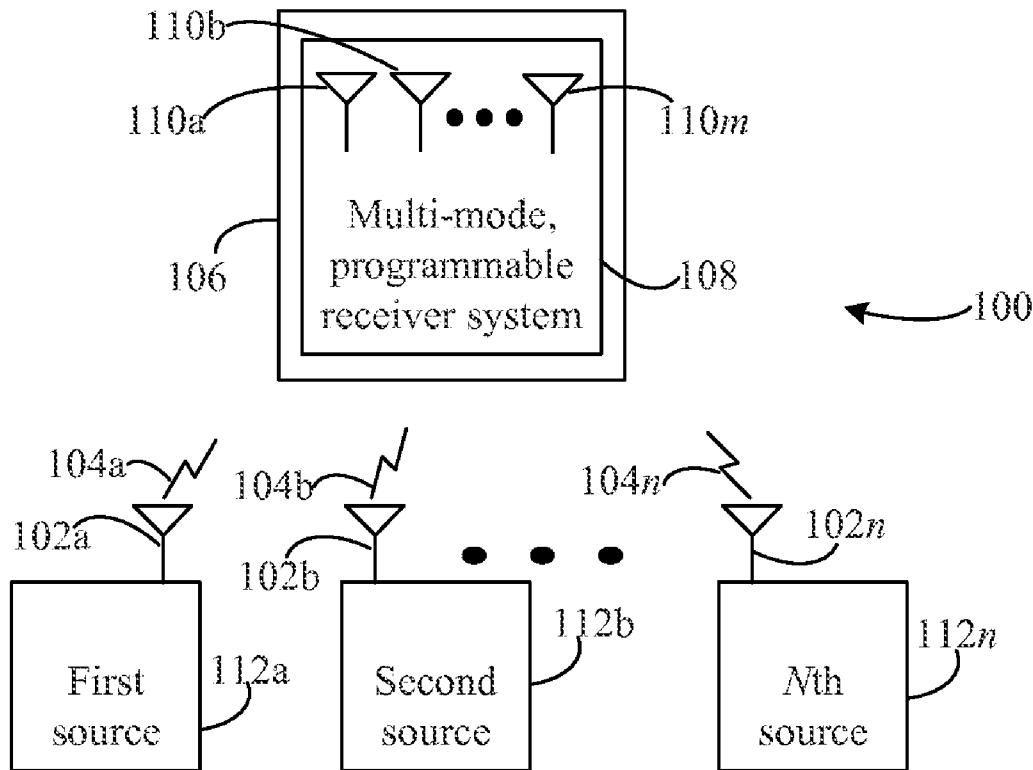 110b
110a
110m
Multi-mode,
programmable
receiver system
106
108
100
104a
104b
104n
102a
102b
102n
112a
112b
112n
First
source
Second
source
Nth
source